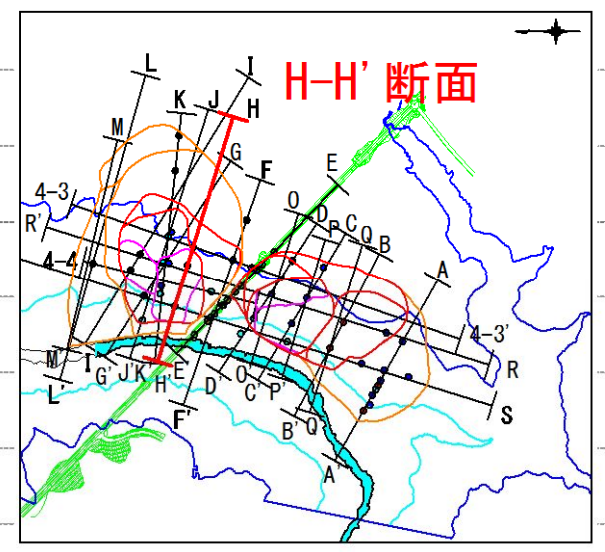 H-H' 断面
L
I
K
J
H
M
G
F
E
4-3
O
D
P
C
Q
B
R'
4-4
A
4-3'
R
S
M'
I'
G'
J'
K'
H'
E'
L'
D'
O
C'
P'
F'
B'
Q'
A'